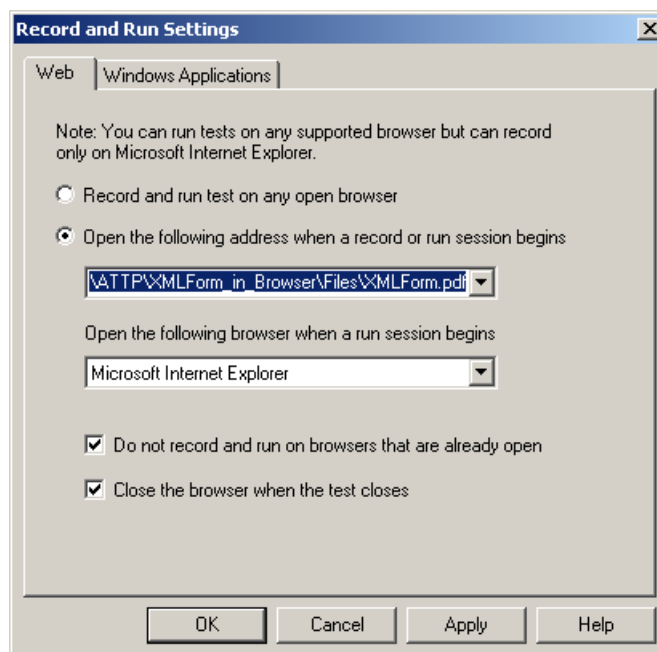 Record and Run Settings
Web
Windows Applications
Note: You can run tests on any supported browser but can record
only on Microsoft Internet Explorer.
Record and run test on any open browser
Open the following address when a record or run session begins
\ATTP\XMLForm_in_Browser\Files\XMLForm.pdf
Open the following browser when a run session begins
Microsoft Internet Explorer
Do not record and run on browsers that are already open
Close the browser when the test closes
OK
Cancel
Apply
Help